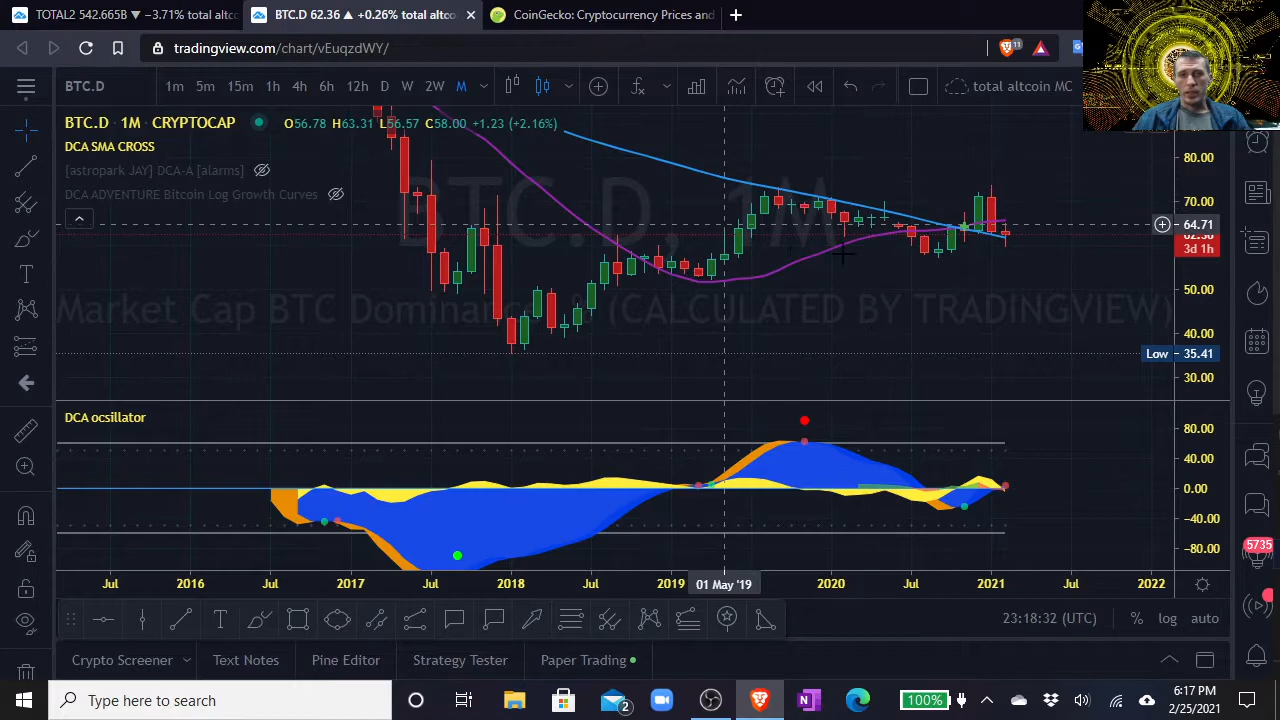 TOTAL2 542.665B ▼ −3.71% total altco
BTC.D 62.36 ▲ +0.26% total altco
CoinGecko: Cryptocurrency Prices and
tradingview.com/chart/vEuqzdWY/
11
BTC.D
1m 5m 15m 1h 4h 6h 12h D W 2W M
total altcoin MC
BTC.D · 1M · CRYPTOCAP
O56.78 H63.31 L56.57 C58.00 +1.23 (+2.16%)
DCA SMA CROSS
[astropark JAY] DCA-A [alarms]
DCA ADVENTURE Bitcoin Log Growth Curves
BTC.D, 1M
Market Cap BTC Dominance, % (CALCULATED BY TRADINGVIEW)
80.00
70.00
64.71
62.36
3d 1h
50.00
40.00
Low 35.41
30.00
DCA ocsillator
80.00
40.00
0.00
−40.00
−80.00
5735
Jul 2016 Jul 2017 Jul 2018 Jul 2019 01 May '19 2020 Jul 2021 Jul 2022
23:18:32 (UTC)
% log auto
Crypto Screener Text Notes Pine Editor Strategy Tester Paper Trading
Type here to search
2
100%
6:17 PM
2/25/2021